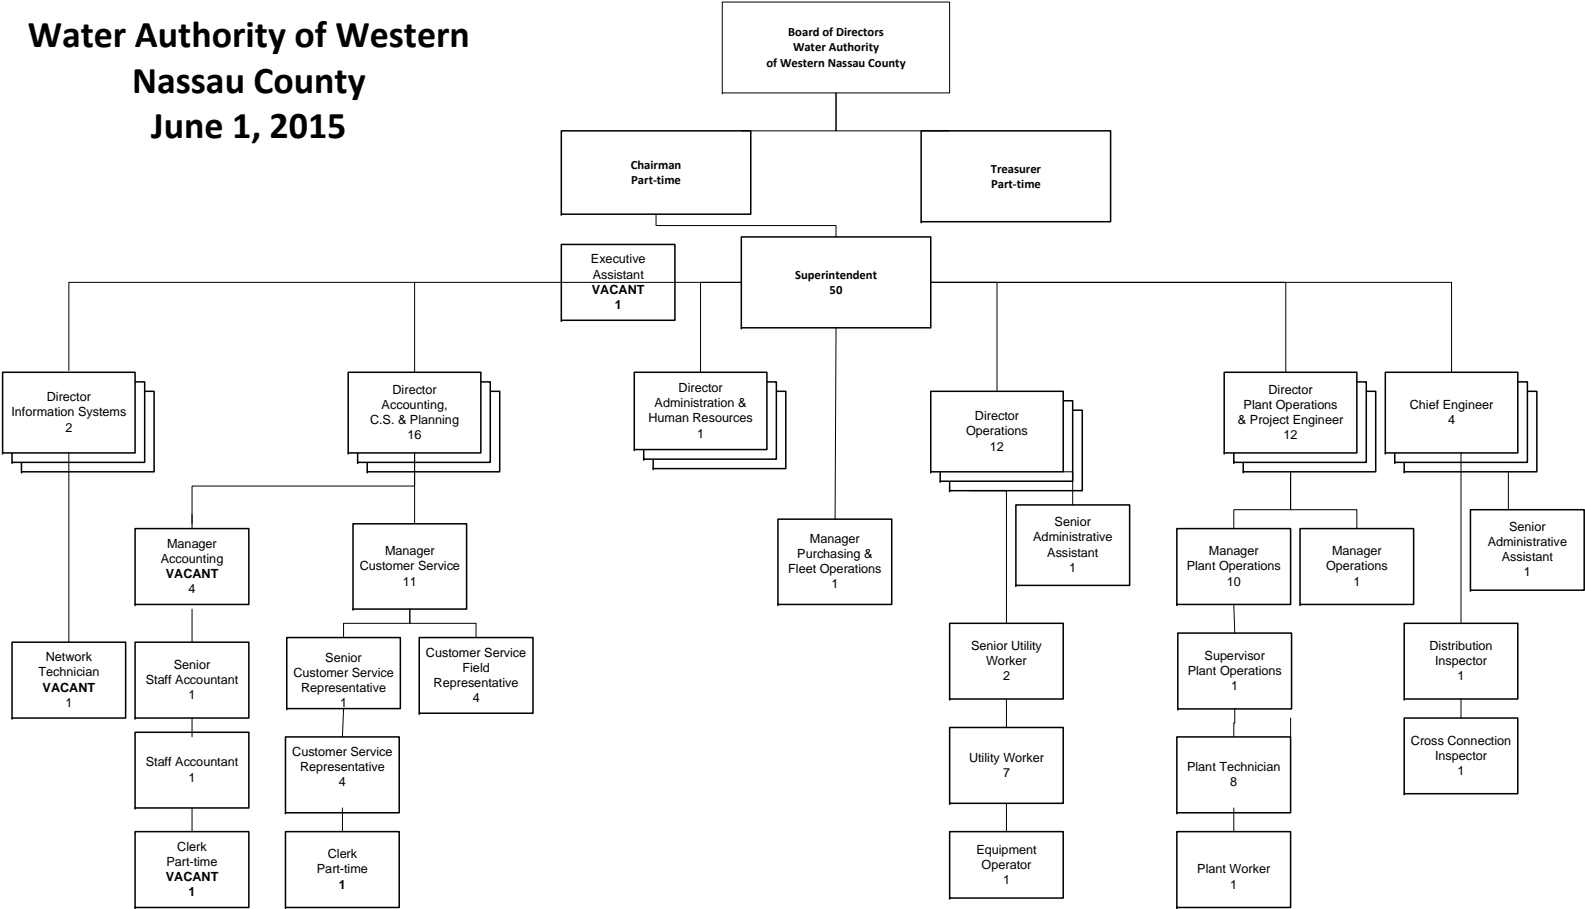 Water Authority of Western
Nassau County
June 1, 2015
Board of Directors
Water Authority
of Western Nassau County
Chairman
Part-time
Treasurer
Part-time
Executive
Assistant
VACANT
1
Superintendent
50
Director
Information Systems
2
Director
Accounting,
C.S. & Planning
16
Director
Administration &
Human Resources
1
Director
Operations
12
Director
Plant Operations
& Project Engineer
12
Chief Engineer
4
Manager
Accounting
VACANT
4
Manager
Customer Service
11
Manager
Purchasing &
Fleet Operations
1
Senior
Administrative
Assistant
1
Manager
Plant Operations
10
Manager
Operations
1
Senior
Administrative
Assistant
1
Network
Technician
VACANT
1
Senior
Staff Accountant
1
Senior
Customer Service
Representative
1
Customer Service
Field
Representative
4
Senior Utility
Worker
2
Supervisor
Plant Operations
1
Distribution
Inspector
1
Staff Accountant
1
Customer Service
Representative
4
Utility Worker
7
Plant Technician
8
Cross Connection
Inspector
1
Clerk
Part-time
VACANT
1
Clerk
Part-time
1
Equipment
Operator
1
Plant Worker
1